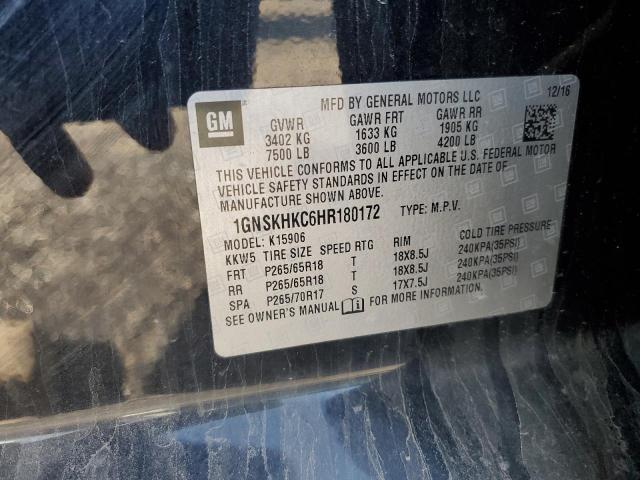 GM
MFD BY GENERAL MOTORS LLC 12/16
GVWR GAWR FRT GAWR RR
3402 KG 1633 KG 1905 KG
7500 LB 3600 LB 4200 LB
THIS VEHICLE CONFORMS TO ALL APPLICABLE U.S. FEDERAL MOTOR
VEHICLE SAFETY STANDARDS IN EFFECT ON THE DATE OF
MANUFACTURE SHOWN ABOVE.
1GNSKHKC6HR180172 TYPE: M.P.V.
MODEL: K15906
KKW5 TIRE SIZE SPEED RTG RIM COLD TIRE PRESSURE
FRT P265/65R18 T 18X8.5J 240KPA(35PSI)
RR P265/65R18 T 18X8.5J 240KPA(35PSI)
SPA P265/70R17 S 17X7.5J 240KPA(35PSI)
SEE OWNER'S MANUAL FOR MORE INFORMATION.